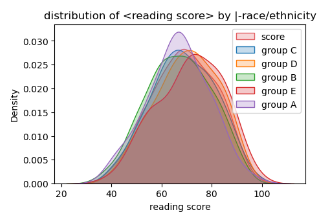 distribution of <reading score> by |-race/ethnicity
score
group C
group D
group B
group E
group A
Density
0.030
0.025
0.020
0.015
0.010
0.005
0.000
20
40
60
80
100
reading score